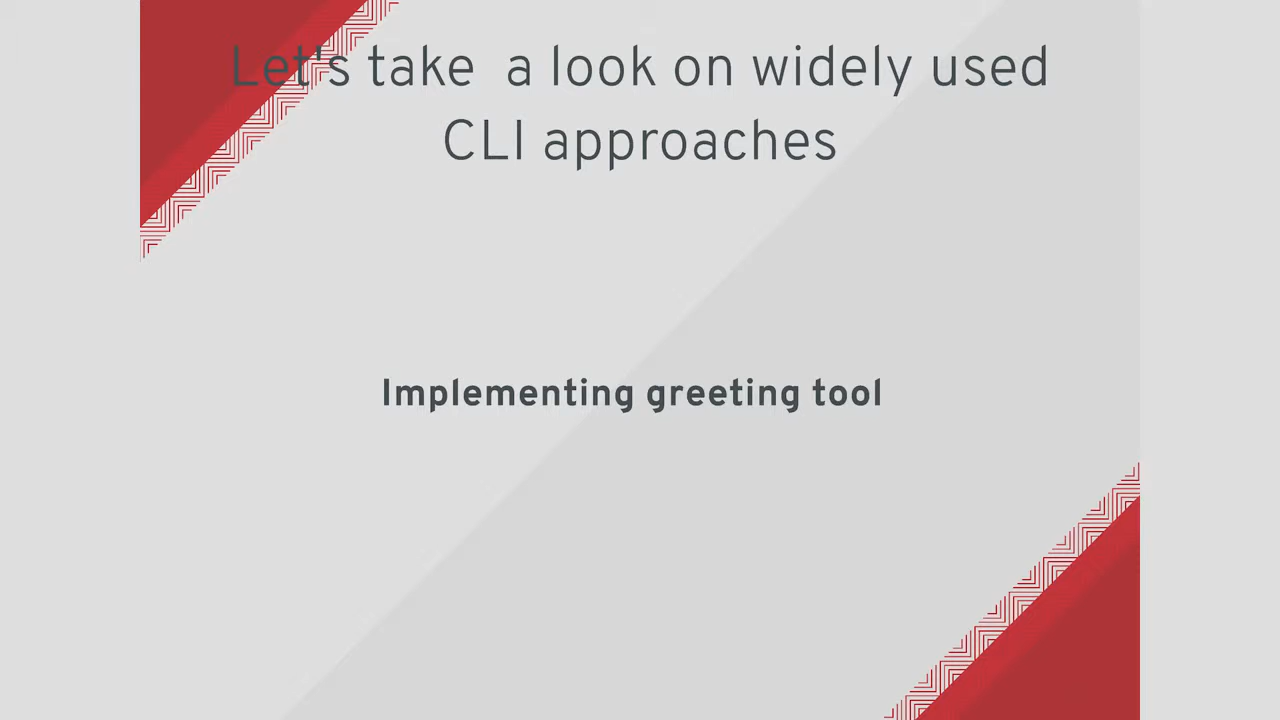 Let's take  a look on widely used
CLI approaches
Implementing greeting tool